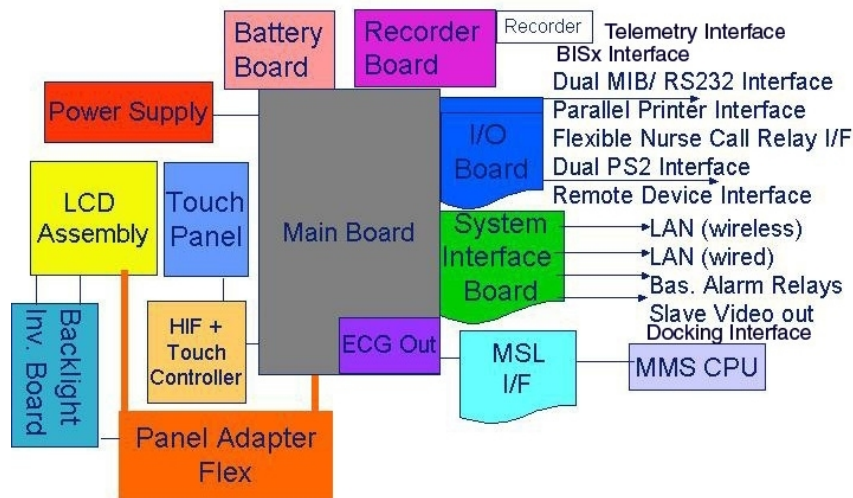 Battery
Board
Recorder
Board
Recorder
Telemetry Interface
BISx Interface
Dual MIB/ RS232 Interface
Parallel Printer Interface
Flexible Nurse Call Relay I/F
Dual PS2 Interface
Remote Device Interface
Power Supply
I/O
Board
LCD
Assembly
Touch
Panel
Main Board
System
Interface
Board
LAN (wireless)
LAN (wired)
Bas. Alarm Relays
Slave Video out
Docking Interface
Backlight
Inv. Board
HIF +
Touch
Controller
ECG Out
MSL
I/F
MMS CPU
Panel Adapter
Flex